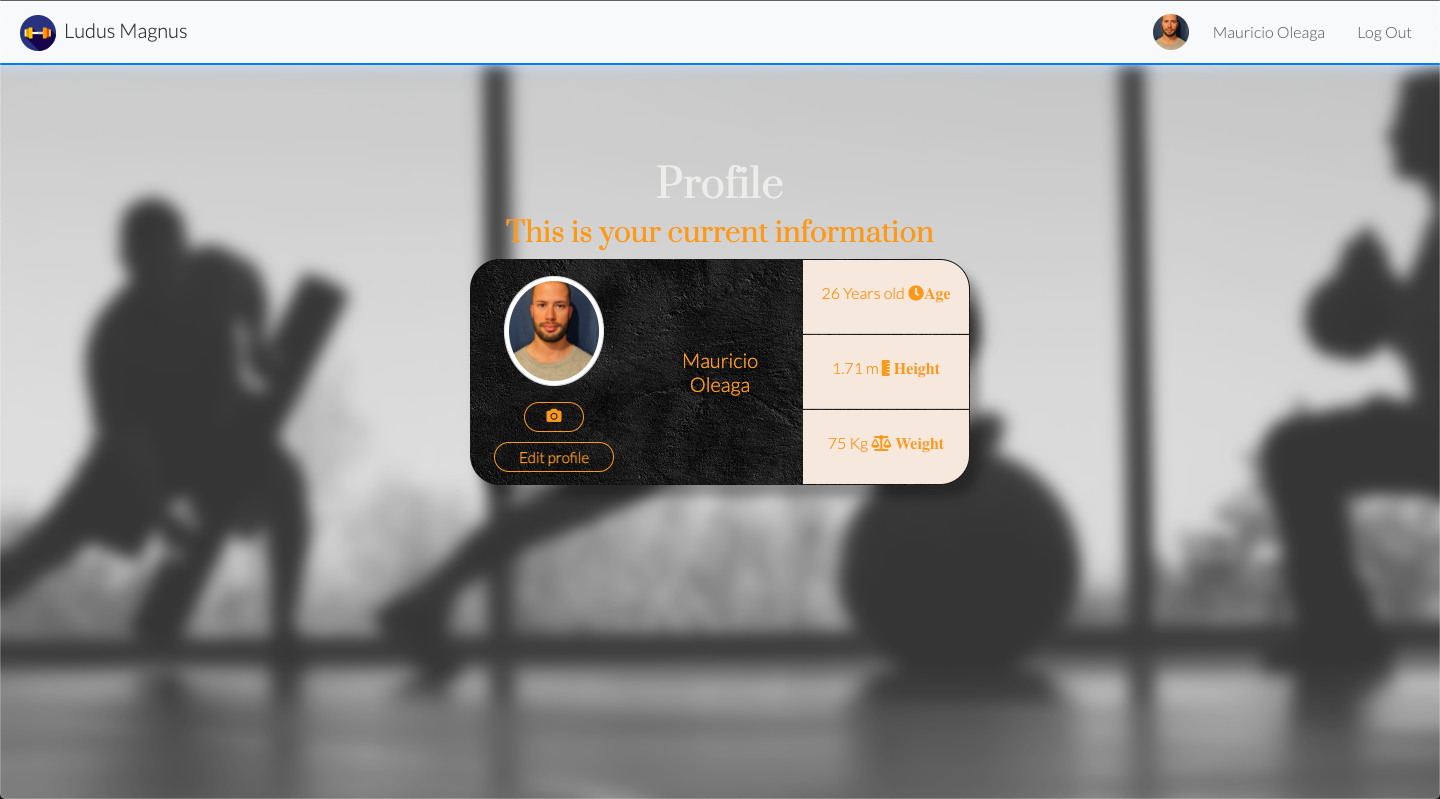 Ludus Magnus
Mauricio Oleaga
Log Out
Profile
This is your current information
Mauricio
Oleaga
Edit profile
26 Years old Age
1.71 m Height
75 Kg Weight